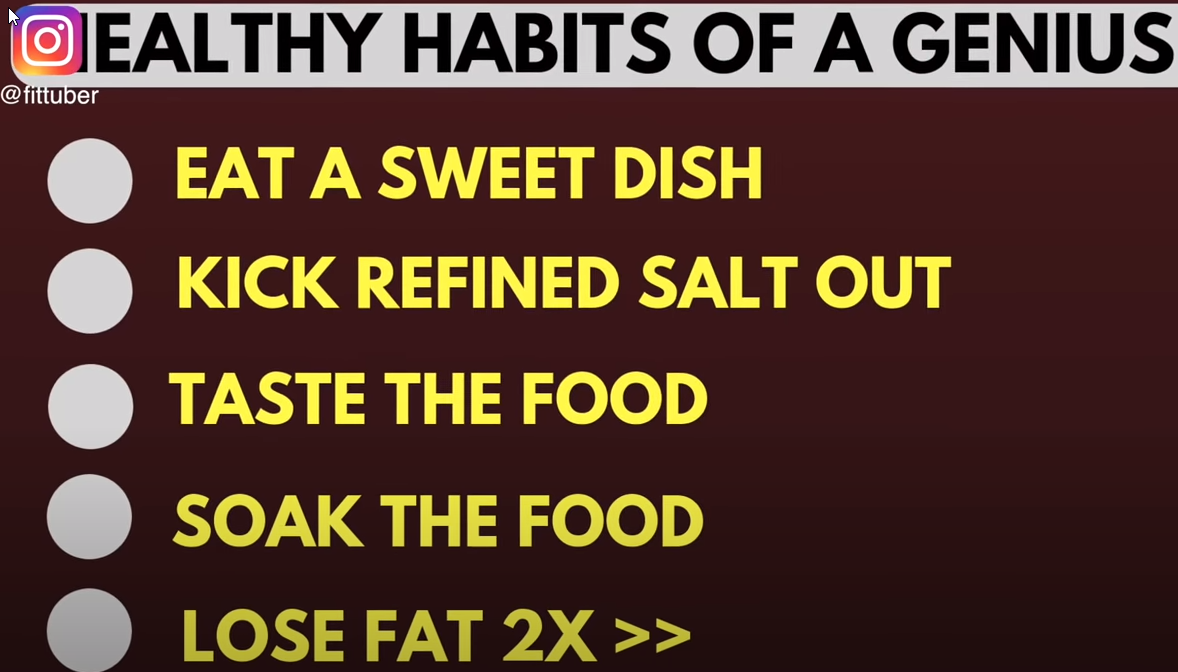 EALTHY HABITS OF A GENIUS
@fittuber
EAT A SWEET DISH
KICK REFINED SALT OUT
TASTE THE FOOD
SOAK THE FOOD
LOSE FAT 2X >>